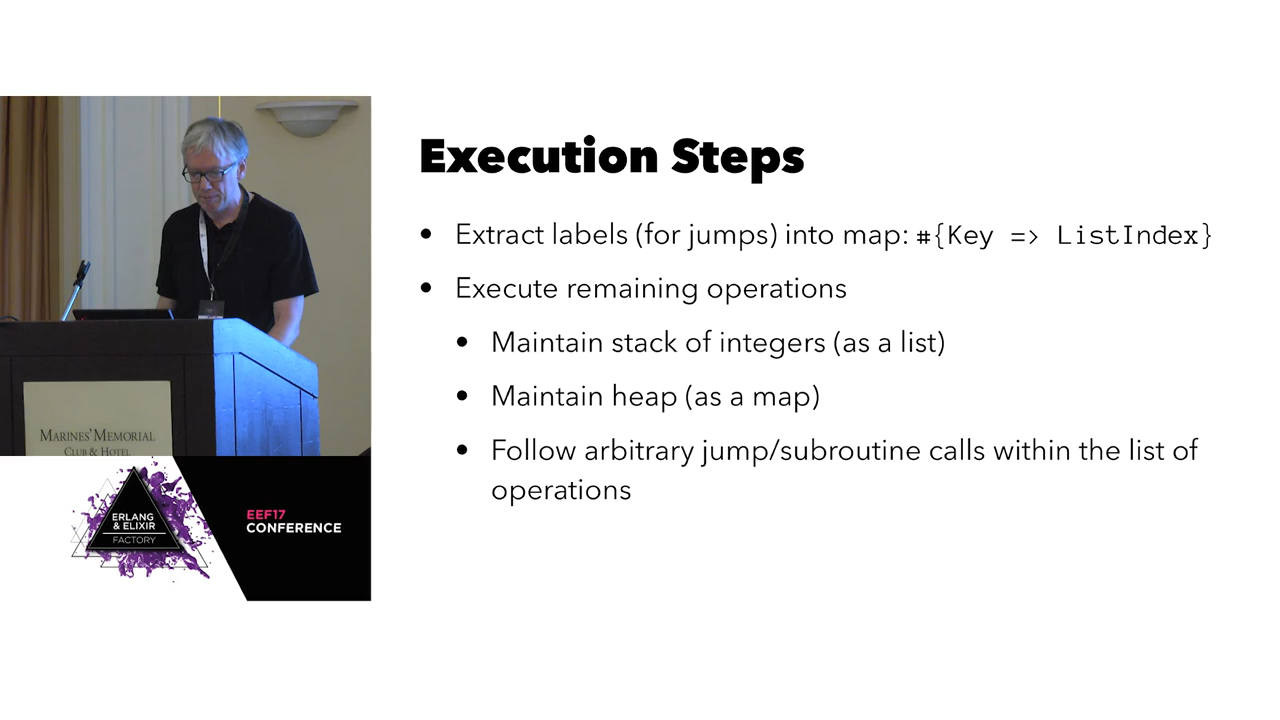 Execution Steps
• Extract labels (for jumps) into map: #{Key => ListIndex}
• Execute remaining operations
• Maintain stack of integers (as a list)
• Maintain heap (as a map)
• Follow arbitrary jump/subroutine calls within the list of
operations
MARINES' MEMORIAL
CLUB & HOTEL
ERLANG
& ELIXIR
FACTORY
EEF17
CONFERENCE